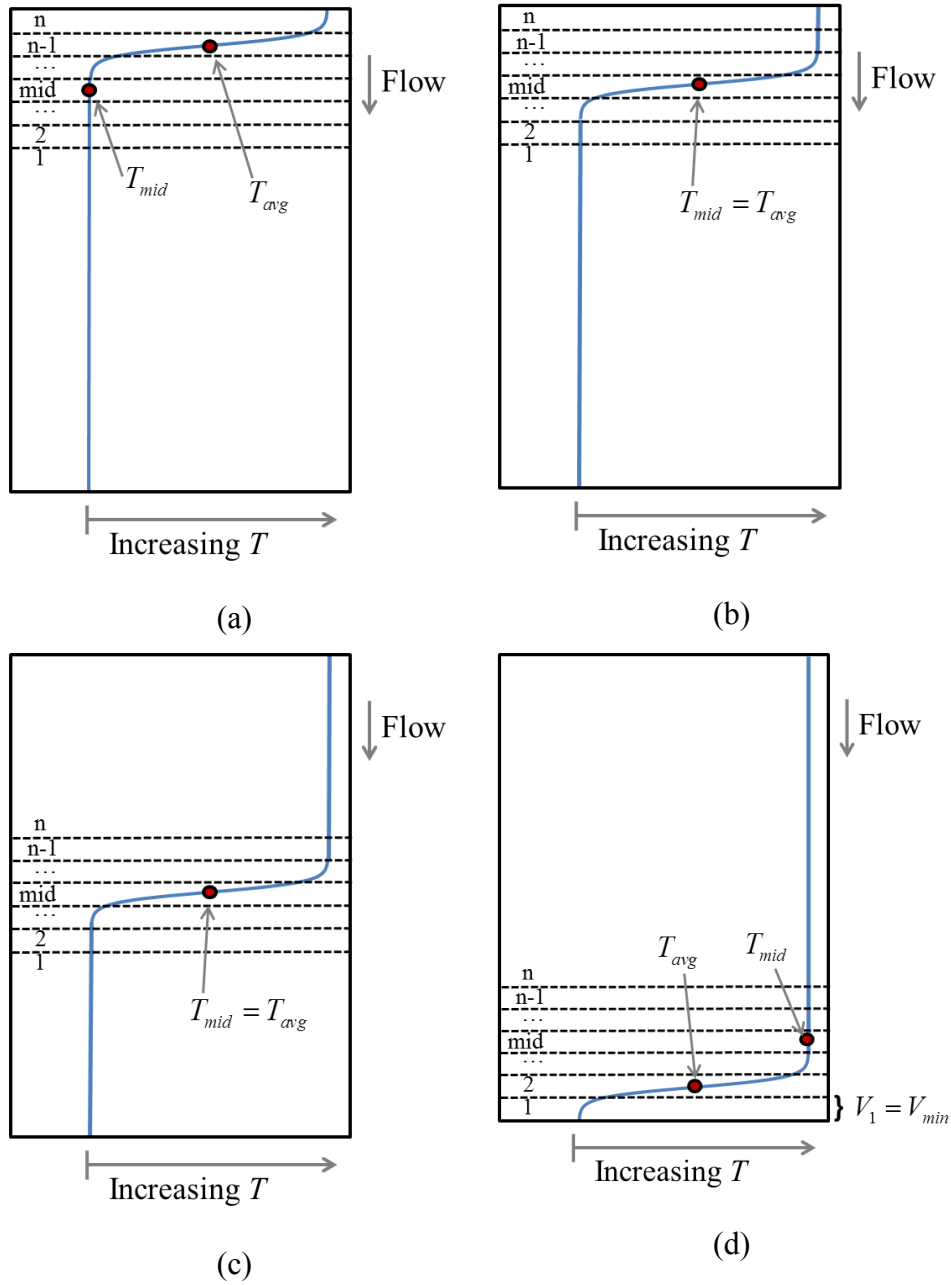 n
n-1
...
mid
...
2
1
Flow
T_mid
T_avg
Increasing T
(a)
n
n-1
...
mid
...
2
1
Flow
T_mid = T_avg
Increasing T
(b)
n
n-1
...
mid
...
2
1
Flow
T_mid = T_avg
Increasing T
(c)
Flow
T_avg
T_mid
n
n-1
...
mid
...
2
1
} V_1 = V_min
Increasing T
(d)